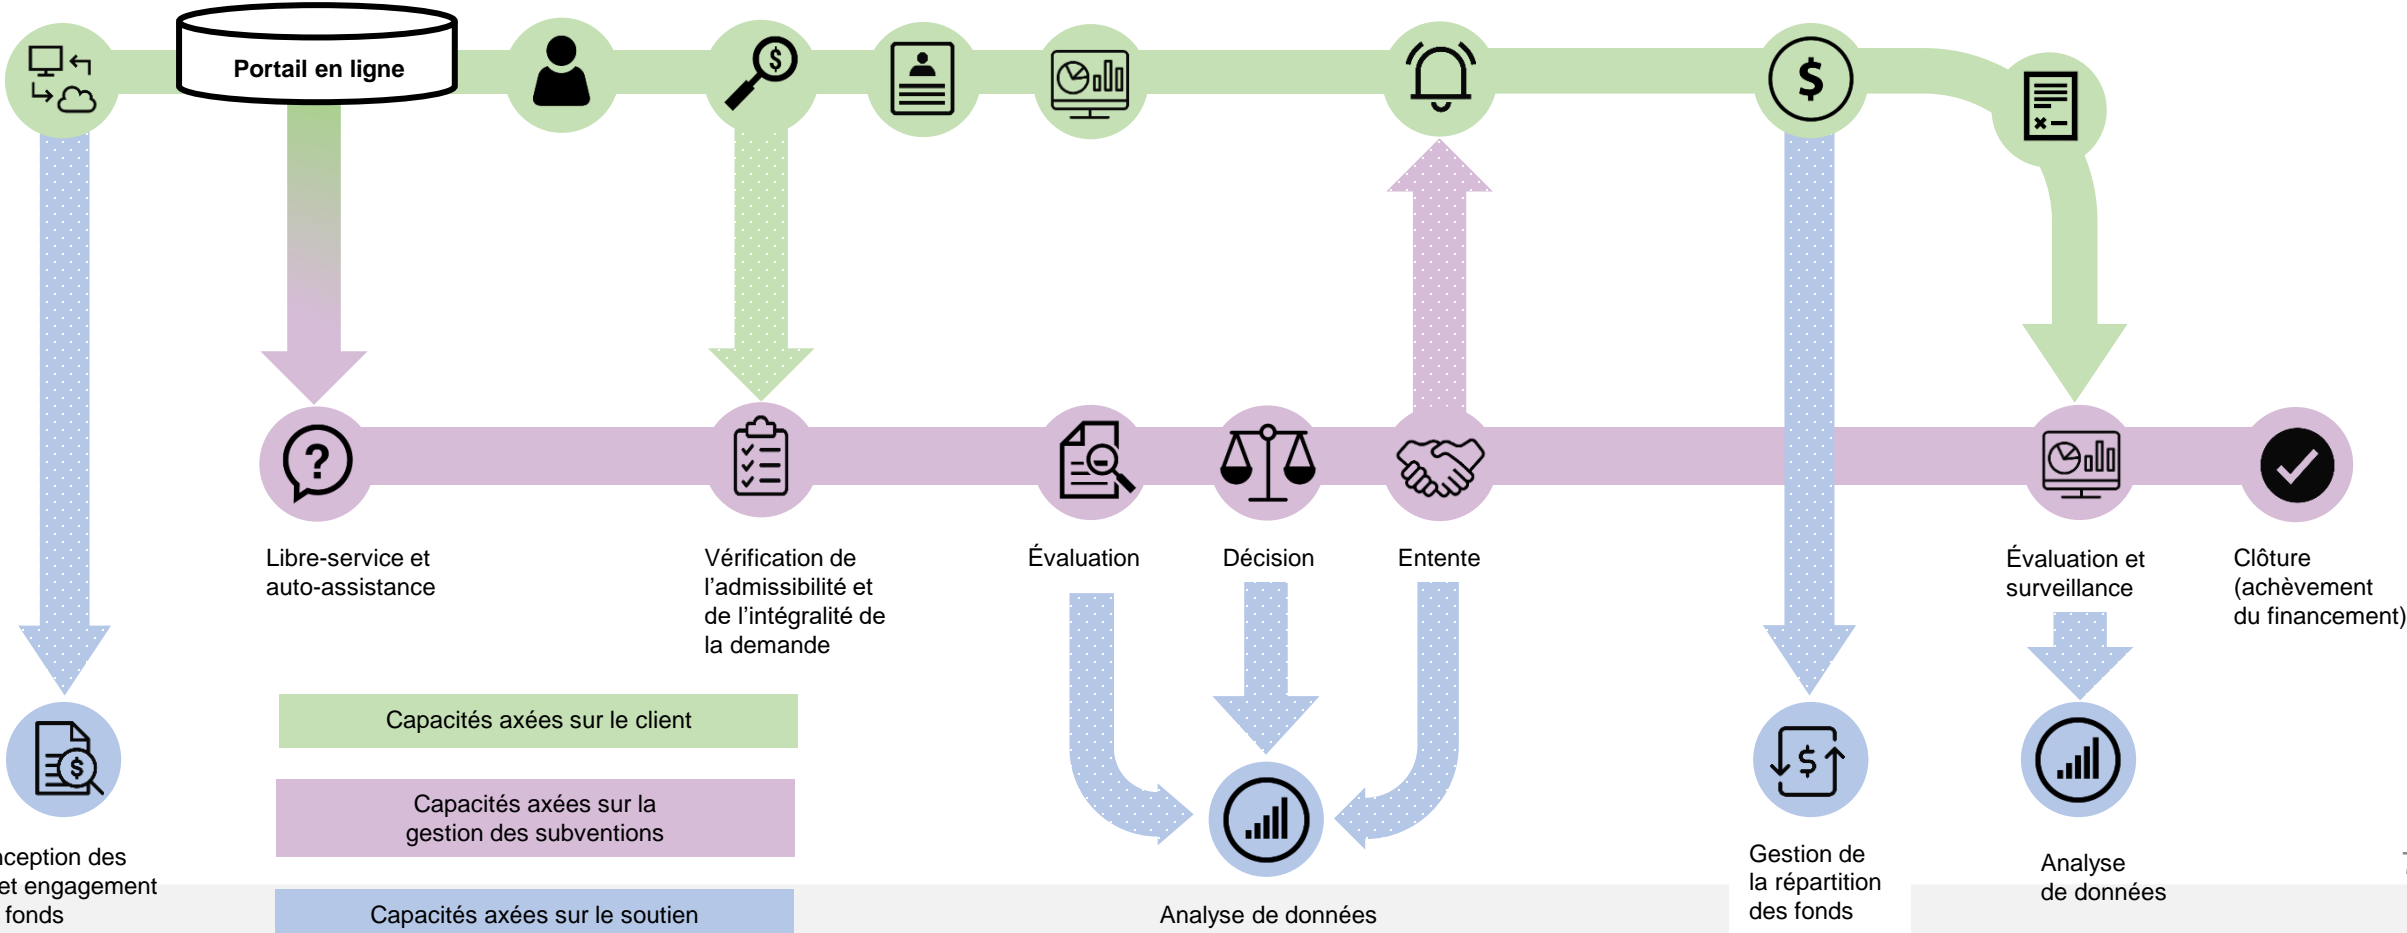 Portail en ligne
Libre-service et
auto-assistance
Vérification de
l'admissibilité et
de l'intégralité de
la demande
Évaluation
Décision
Entente
Évaluation et
surveillance
Clôture
(achèvement
du financement)
Capacités axées sur le client
Capacités axées sur la
gestion des subventions
Capacités axées sur le soutien
des
et engagement
fonds
Analyse de données
Gestion de
la répartition
des fonds
Analyse
de données